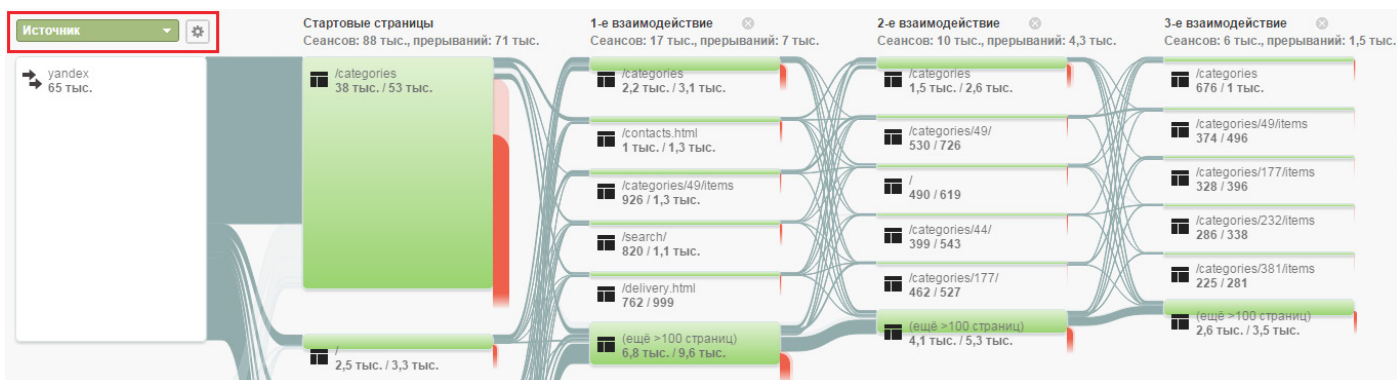 Источник
yandex
65 тыс.
Стартовые страницы
Сеансов: 88 тыс., прерываний: 71 тыс.
/categories
38 тыс. / 53 тыс.
/
2,5 тыс. / 3,3 тыс.
1-е взаимодействие
Сеансов: 17 тыс., прерываний: 7 тыс.
/categories
2,2 тыс. / 3,1 тыс.
/contacts.html
1 тыс. / 1,3 тыс.
/categories/49/items
926 / 1,3 тыс.
/search/
820 / 1,1 тыс.
/delivery.html
762 / 999
(ещё >100 страниц)
6,8 тыс. / 9,6 тыс.
2-е взаимодействие
Сеансов: 10 тыс., прерываний: 4,3 тыс.
/categories
1,5 тыс. / 2,6 тыс.
/categories/49/
530 / 726
/
490 / 619
/categories/44/
399 / 543
/categories/177/
462 / 527
(ещё >100 страниц)
4,1 тыс. / 5,3 тыс.
3-е взаимодействие
Сеансов: 6 тыс., прерываний: 1,5 тыс.
/categories
676 / 1 тыс.
/categories/49/items
374 / 496
/categories/177/items
328 / 396
/categories/232/items
286 / 338
/categories/381/items
225 / 281
(ещё >100 страниц)
2,6 тыс. / 3,5 тыс.